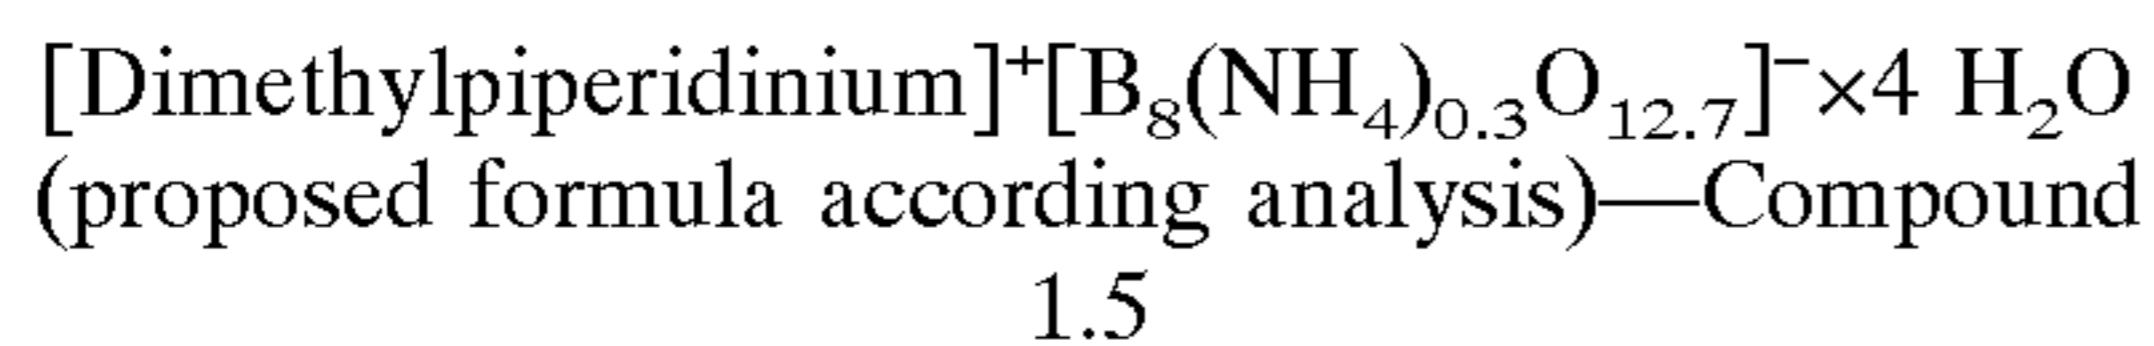 [Dimethylpiperidinium]⁺[B₈(NH₄)₀.₃O₁₂.₇]⁻×4 H₂O
(proposed formula according analysis)—Compound
1.5